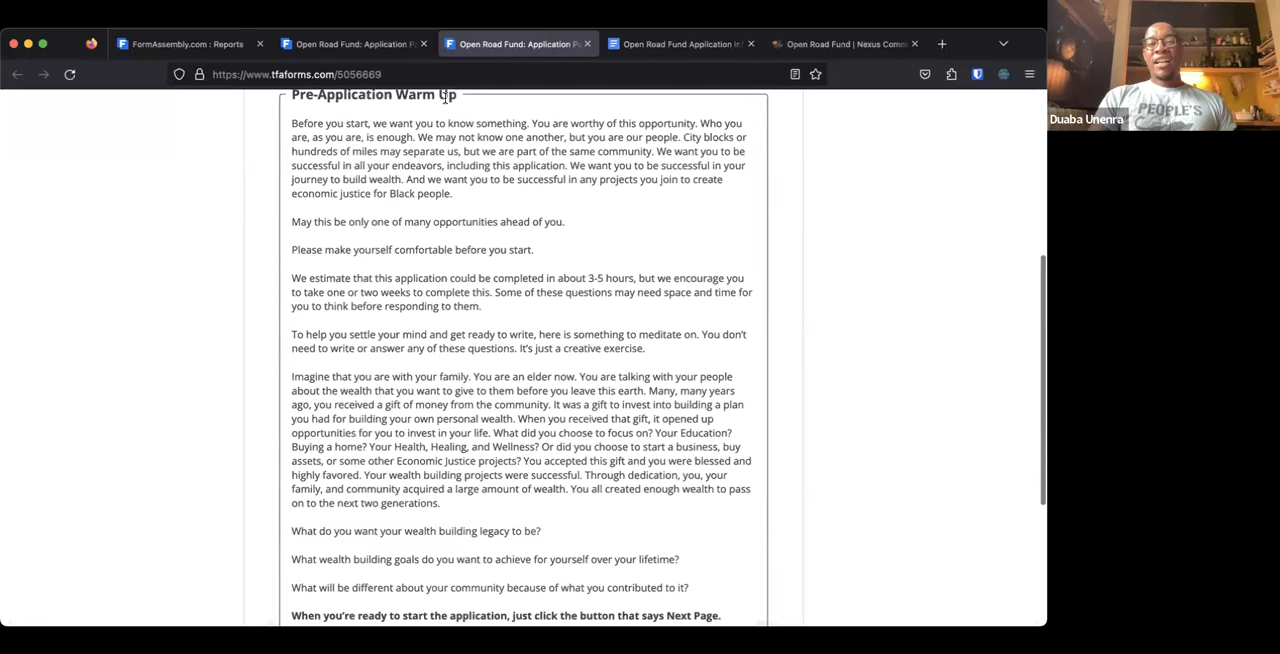 FormAssembly.com : Reports
Open Road Fund: Application P
Open Road Fund: Application P
Open Road Fund Application In
Open Road Fund | Nexus Comm
https://www.tfaforms.com/5056669
Duaba Unenra
PEOPLE'S
Pre-Application Warm Up
Before you start, we want you to know something. You are worthy of this opportunity. Who you
are, as you are, is enough. We may not know one another, but you are our people. City blocks or
hundreds of miles may separate us, but we are part of the same community. We want you to be
successful in all your endeavors, including this application. We want you to be successful in your
journey to build wealth. And we want you to be successful in any projects you join to create
economic justice for Black people.
May this be only one of many opportunities ahead of you.
Please make yourself comfortable before you start.
We estimate that this application could be completed in about 3-5 hours, but we encourage you
to take one or two weeks to complete this. Some of these questions may need space and time for
you to think before responding to them.
To help you settle your mind and get ready to write, here is something to meditate on. You don't
need to write or answer any of these questions. It's just a creative exercise.
Imagine that you are with your family. You are an elder now. You are talking with your people
about the wealth that you want to give to them before you leave this earth. Many, many years
ago, you received a gift of money from the community. It was a gift to invest into building a plan
you had for building your own personal wealth. When you received that gift, it opened up
opportunities for you to invest in your life. What did you choose to focus on? Your Education?
Buying a home? Your Health, Healing, and Wellness? Or did you choose to start a business, buy
assets, or some other Economic Justice projects? You accepted this gift and you were blessed and
highly favored. Your wealth building projects were successful. Through dedication, you, your
family, and community acquired a large amount of wealth. You all created enough wealth to pass
on to the next two generations.
What do you want your wealth building legacy to be?
What wealth building goals do you want to achieve for yourself over your lifetime?
What will be different about your community because of what you contributed to it?
When you're ready to start the application, just click the button that says Next Page.